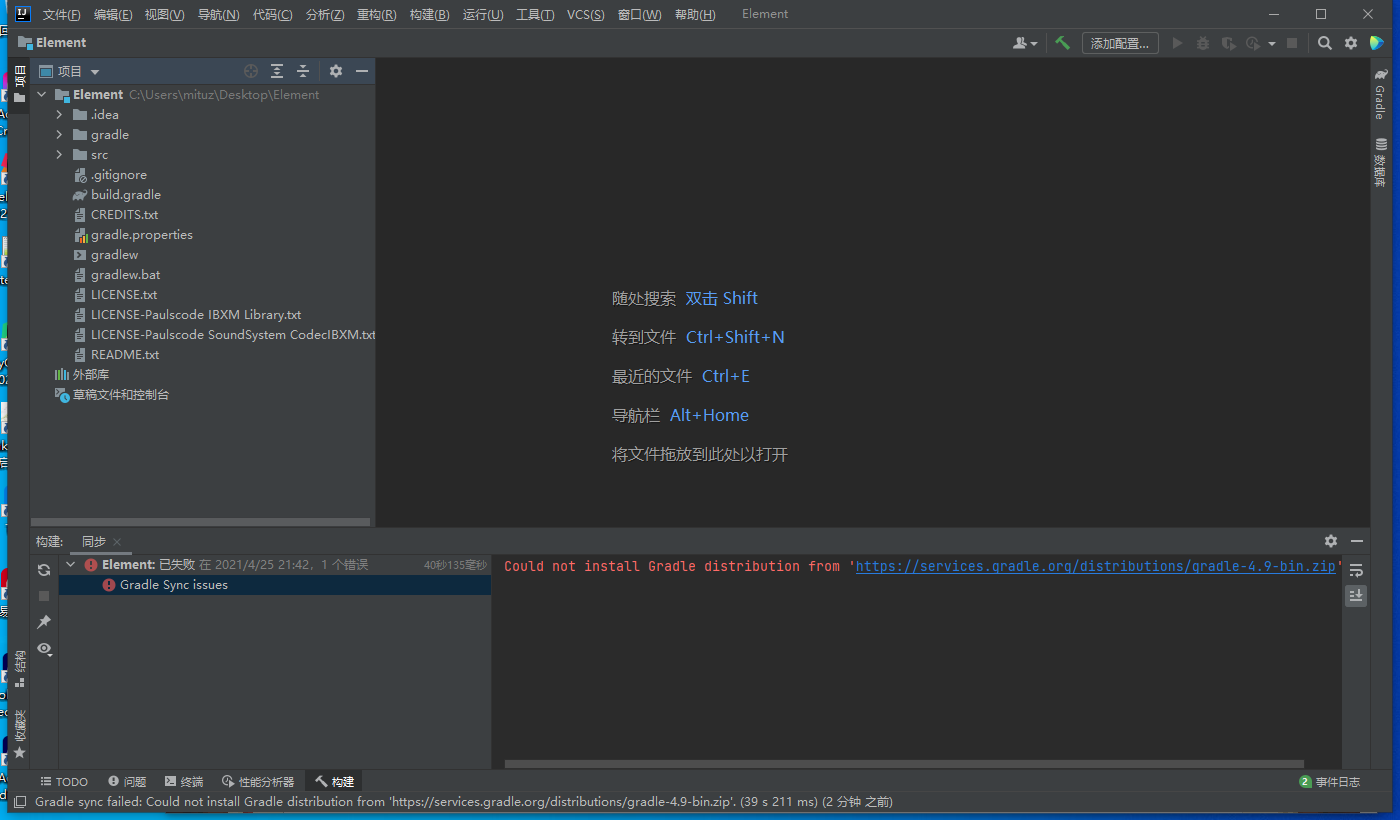 文件(F) 编辑(E) 视图(V) 导航(N) 代码(C) 分析(Z) 重构(R) 构建(B) 运行(U) 工具(T) VCS(S) 窗口(W) 帮助(H) Element
Element
添加配置...
项目
项目
Element C:\Users\mituz\Desktop\Element
.idea
gradle
src
.gitignore
build.gradle
CREDITS.txt
gradle.properties
gradlew
gradlew.bat
LICENSE.txt
LICENSE-Paulscode IBXM Library.txt
LICENSE-Paulscode SoundSystem CodecIBXM.txt
README.txt
外部库
草稿文件和控制台
随处搜索 双击 Shift
转到文件 Ctrl+Shift+N
最近的文件 Ctrl+E
导航栏 Alt+Home
将文件拖放到此处以打开
Gradle
数据库
构建: 同步
Element: 已失败 在 2021/4/25 21:42，1 个错误 40秒135毫秒
Gradle Sync issues
Could not install Gradle distribution from 'https://services.gradle.org/distributions/gradle-4.9-bin.zip'
结构
收藏夹
TODO 问题 终端 性能分析器 构建 2 事件日志
Gradle sync failed: Could not install Gradle distribution from 'https://services.gradle.org/distributions/gradle-4.9-bin.zip'. (39 s 211 ms) (2 分钟 之前)